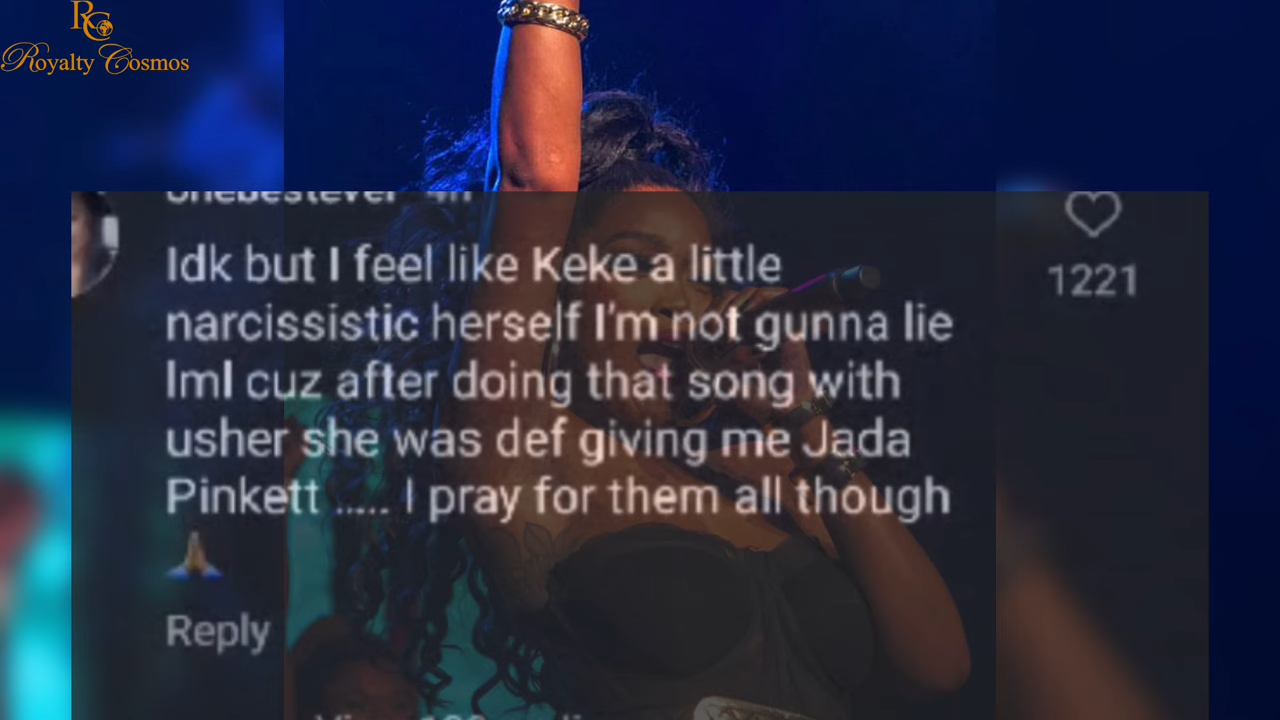 RC
Royalty Cosmos
1221
Idk but I feel like Keke a little
narcissistic herself I'm not gunna lie
lml cuz after doing that song with
usher she was def giving me Jada
Pinkett ..... I pray for them all though
🙏🏼
Reply